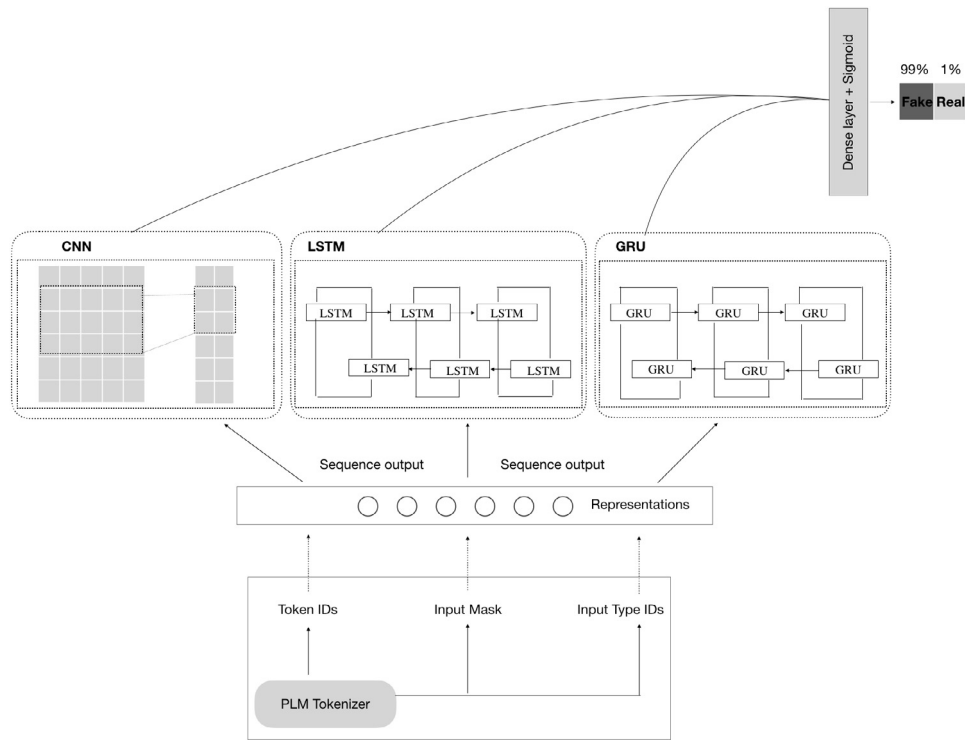 Dense layer + Sigmoid
99% 1%
Fake Real
CNN
LSTM
GRU
LSTM LSTM LSTM
LSTM LSTM LSTM
GRU GRU GRU
GRU GRU GRU
Sequence output Sequence output
Representations
Token IDs Input Mask Input Type IDs
PLM Tokenizer